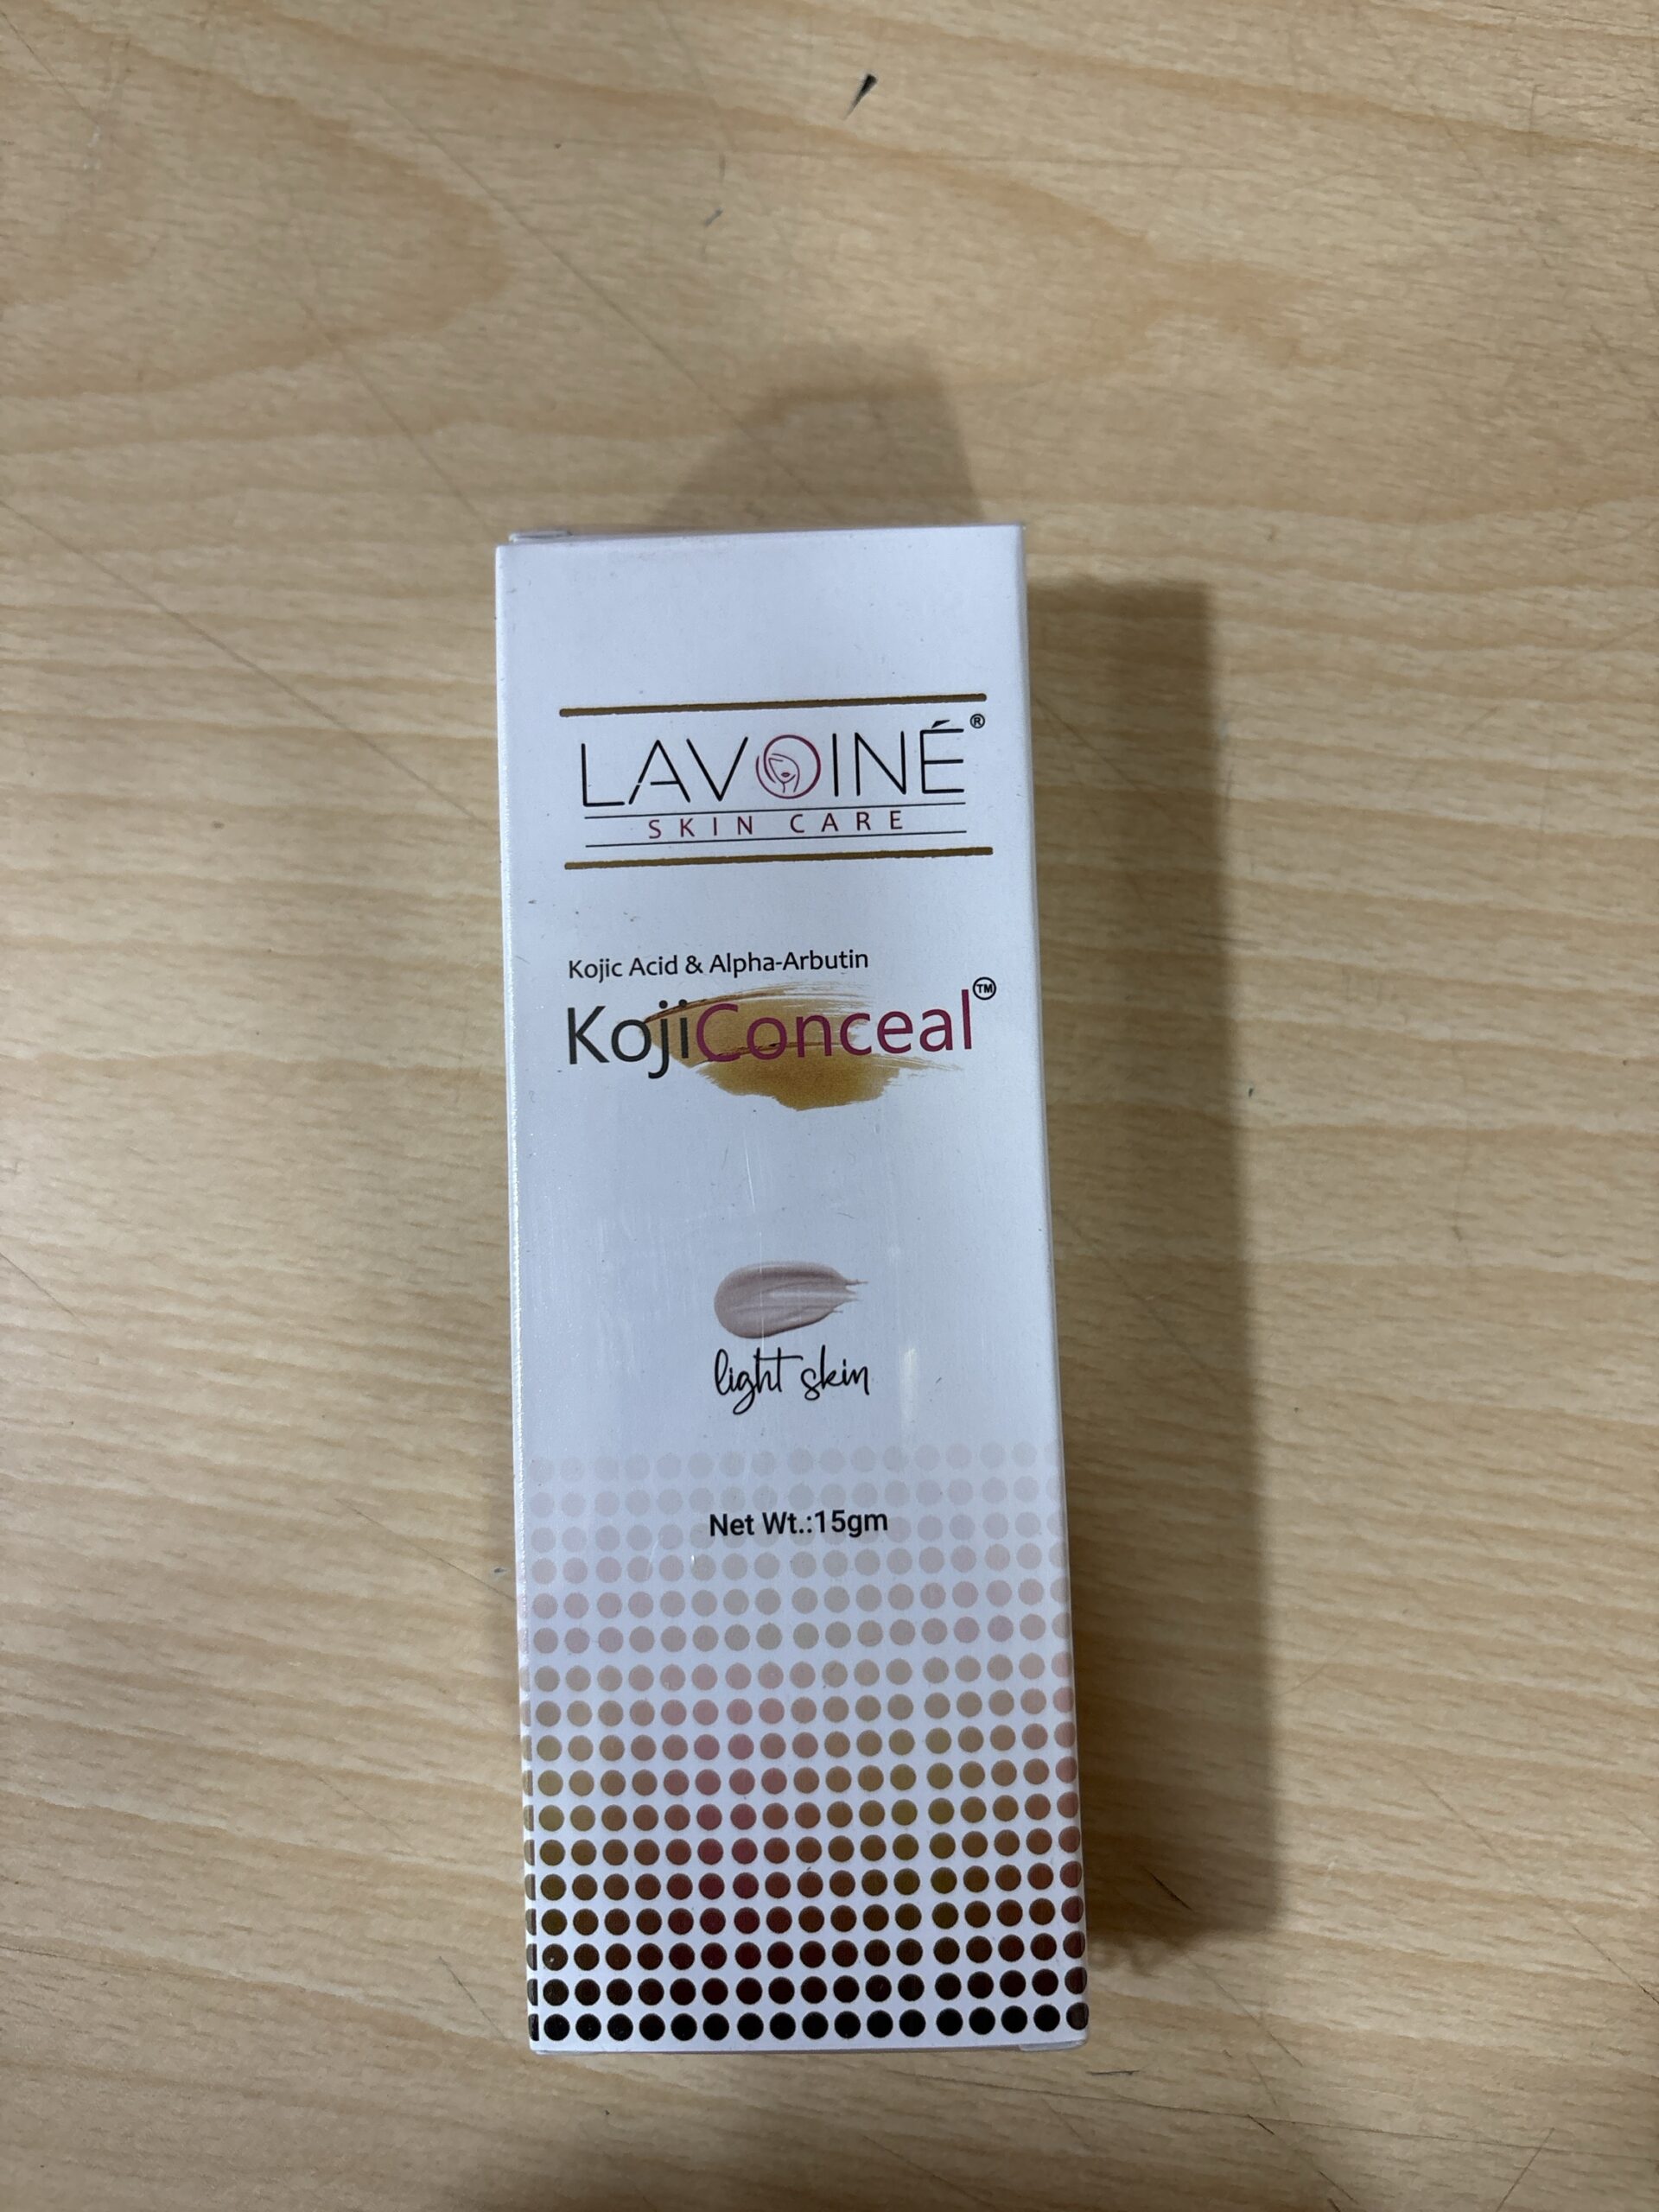 LAVOINÉ®
SKIN CARE
Kojic Acid & Alpha-Arbutin
KojiConceal™
light skin
Net Wt.:15gm